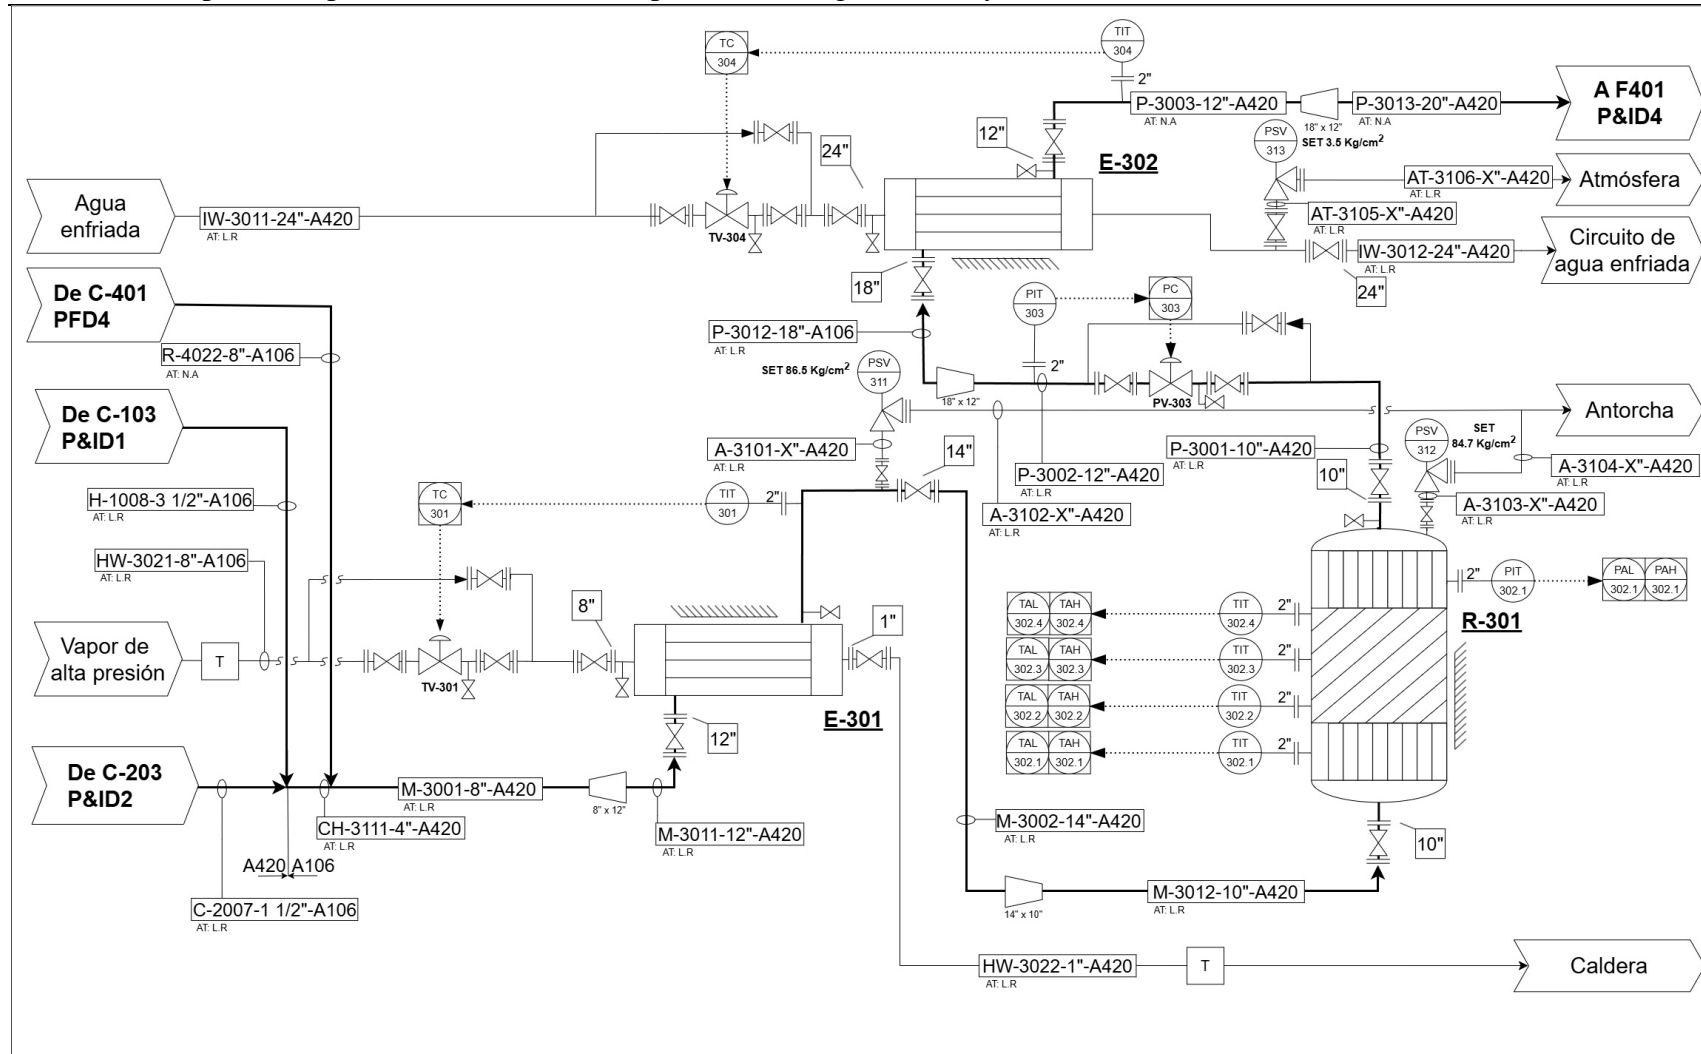 TC
304
TIT
304
2"
P-3003-12"-A420
AT: N.A
18" x 12"
P-3013-20"-A420
AT: N.A
A F401
P&ID4
12"
24"
E-302
PSV
313
SET 3.5 Kg/cm²
AT-3106-X"-A420
AT: L.R
Atmósfera
Agua
enfriada
IW-3011-24"-A420
AT: L.R
TV-304
AT-3105-X"-A420
AT: L.R
Circuito de
agua enfriada
IW-3012-24"-A420
AT: L.R
24"
18"
De C-401
PFD4
PIT
303
PC
303
P-3012-18"-A106
AT: L.R
R-4022-8"-A106
AT: N.A
SET 86.5 Kg/cm²
PSV
311
2"
18" x 12"
PV-303
De C-103
P&ID1
Antorcha
PSV
312
SET
84.7 Kg/cm²
A-3101-X"-A420
AT: L.R
14"
P-3001-10"-A420
AT: L.R
P-3002-12"-A420
AT: L.R
10"
A-3104-X"-A420
AT: L.R
H-1008-3 1/2"-A106
AT: L.R
TC
301
TIT
301
2"
A-3102-X"-A420
AT: L.R
A-3103-X"-A420
AT: L.R
HW-3021-8"-A106
AT: L.R
2"
PIT
302.1
PAL
302.1
PAH
302.1
8"
1"
TAL
302.4
TAH
302.4
TIT
302.4
2"
R-301
Vapor de
alta presión
T
TV-301
TAL
302.3
TAH
302.3
TIT
302.3
2"
E-301
TAL
302.2
TAH
302.2
TIT
302.2
2"
12"
TAL
302.1
TAH
302.1
TIT
302.1
2"
De C-203
P&ID2
M-3001-8"-A420
AT: L.R
8" x 12"
CH-3111-4"-A420
AT: L.R
M-3011-12"-A420
AT: L.R
M-3002-14"-A420
AT: L.R
10"
A420
A106
C-2007-1 1/2"-A106
AT: L.R
14" x 10"
M-3012-10"-A420
AT: L.R
HW-3022-1"-A420
AT: L.R
T
Caldera